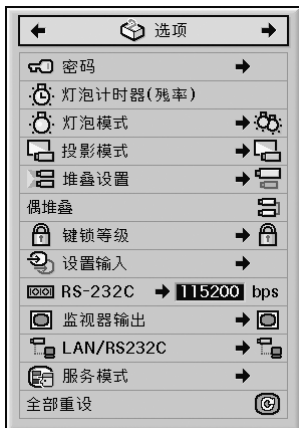 选项
密码
灯泡计时器(残率)
灯泡模式
投影模式
堆叠设置
偶堆叠
键锁等级
设置输入
RS-232C 115200 bps
监视器输出
LAN/RS232C
服务模式
全部重设